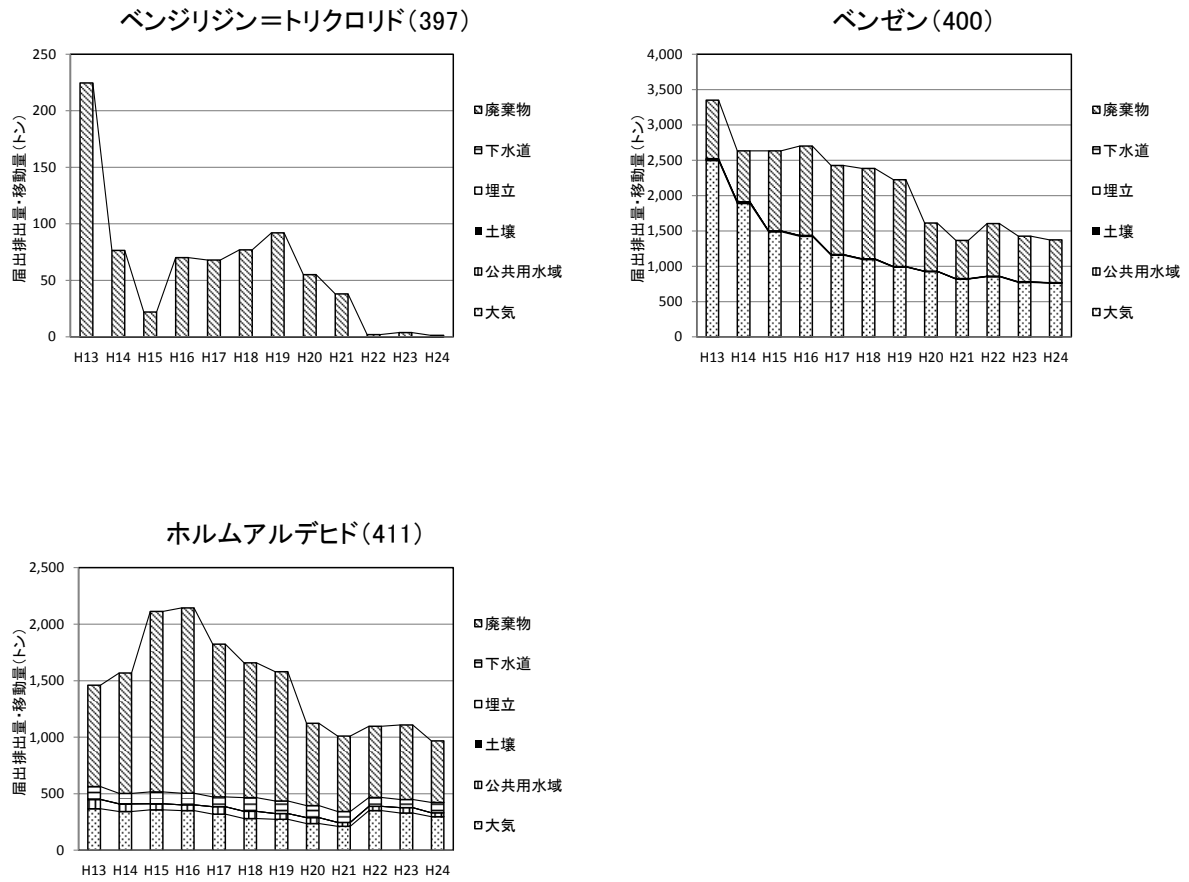 ベンジリジン＝トリクロリド（397）
届出排出量・移動量（トン）
250
200
150
100
50
0
H13 H14 H15 H16 H17 H18 H19 H20 H21 H22 H23 H24
廃棄物
下水道
埋立
土壌
公共用水域
大気
ベンゼン（400）
届出排出量・移動量（トン）
4,000
3,500
3,000
2,500
2,000
1,500
1,000
500
0
H13 H14 H15 H16 H17 H18 H19 H20 H21 H22 H23 H24
廃棄物
下水道
埋立
土壌
公共用水域
大気
ホルムアルデヒド（411）
届出排出量・移動量（トン）
2,500
2,000
1,500
1,000
500
0
H13 H14 H15 H16 H17 H18 H19 H20 H21 H22 H23 H24
廃棄物
下水道
埋立
土壌
公共用水域
大気